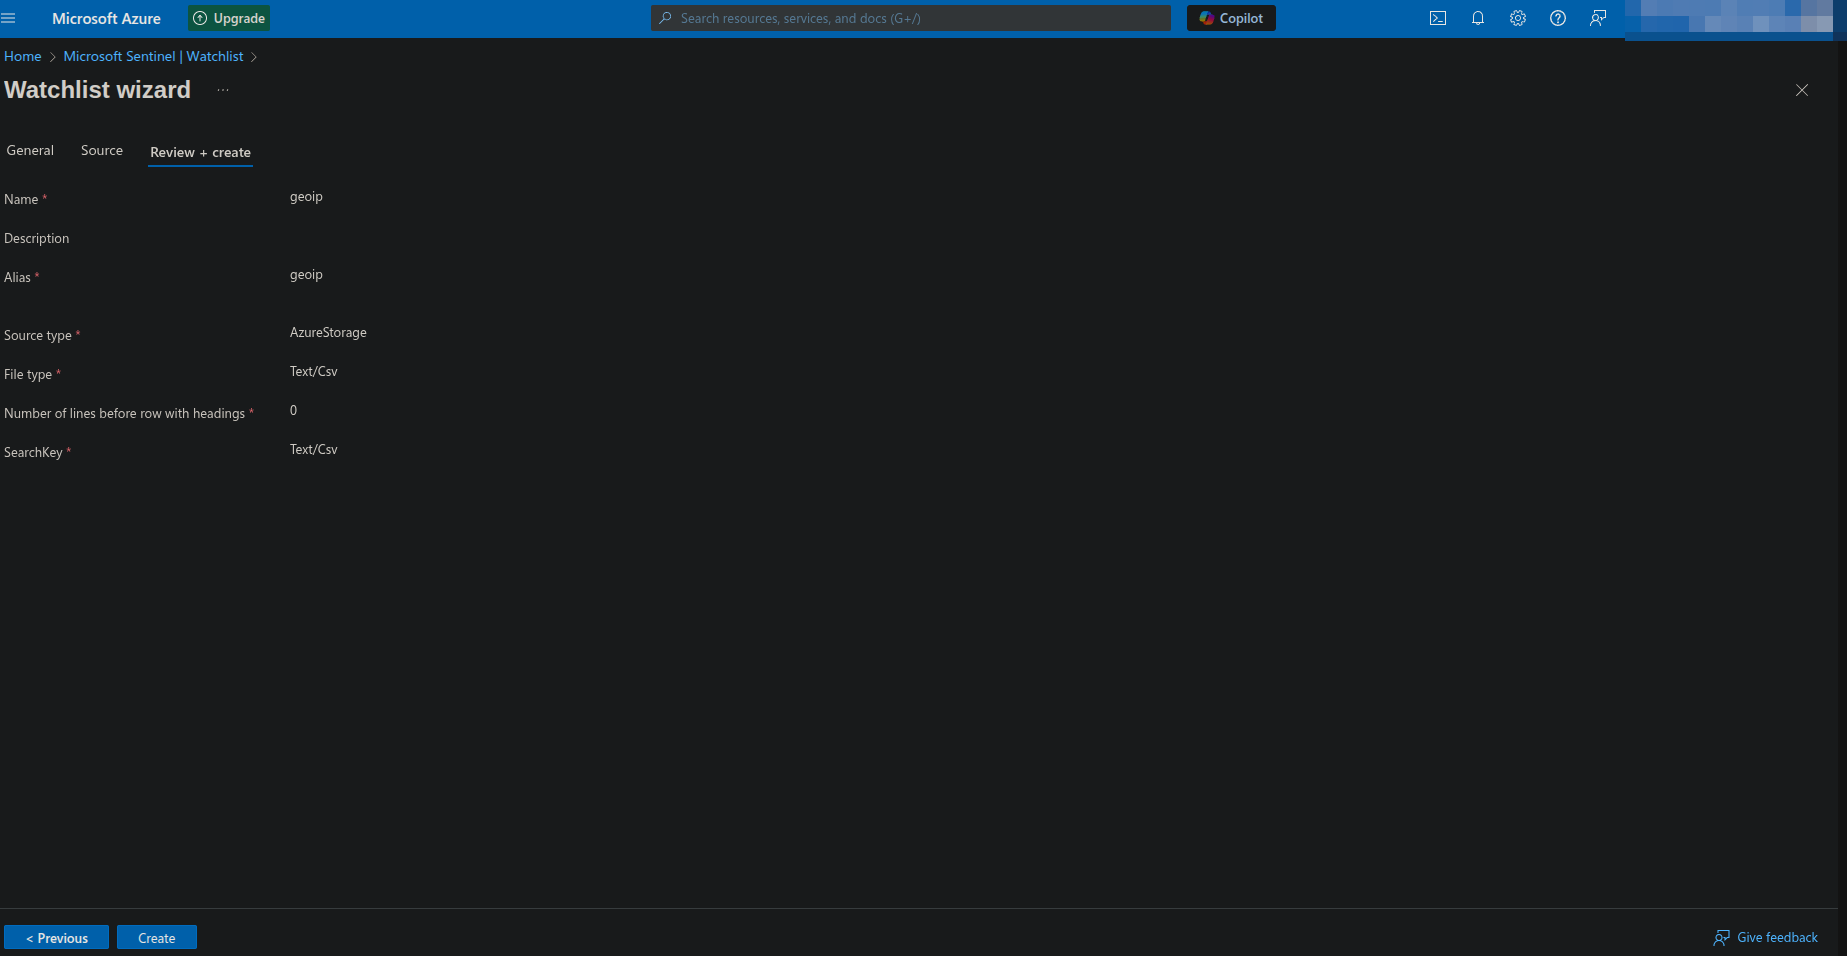 Microsoft Azure
Upgrade
Search resources, services, and docs (G+/)
Copilot
Home > Microsoft Sentinel | Watchlist >
Watchlist wizard ...
General Source Review + create
Name * geoip
Description
Alias * geoip
Source type * AzureStorage
File type * Text/Csv
Number of lines before row with headings * 0
SearchKey * Text/Csv
< Previous Create
Give feedback